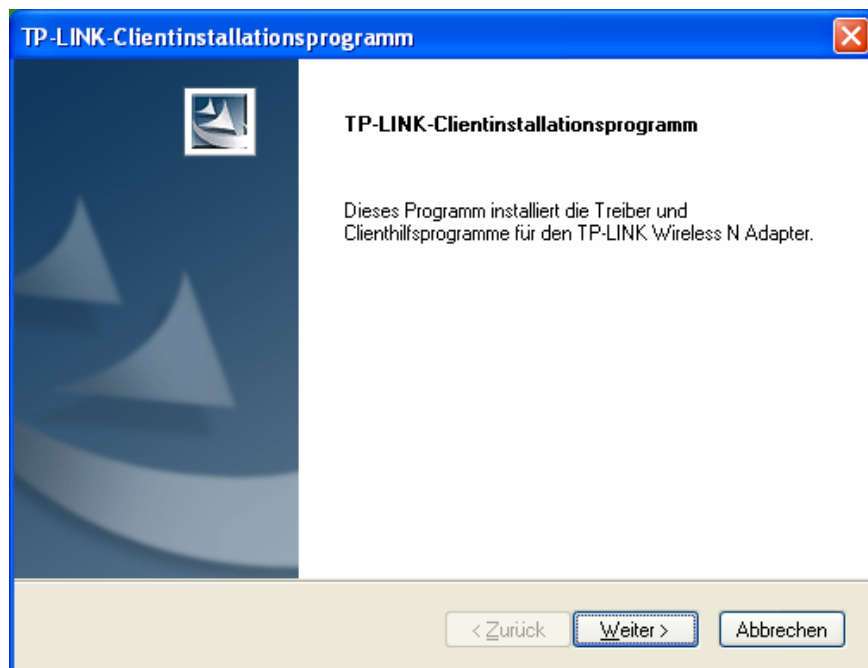 TP-LINK-Clientinstallationsprogramm
TP-LINK-Clientinstallationsprogramm
Dieses Programm installiert die Treiber und
Clienthilfsprogramme für den TP-LINK Wireless N Adapter.
< Zurück
Weiter >
Abbrechen